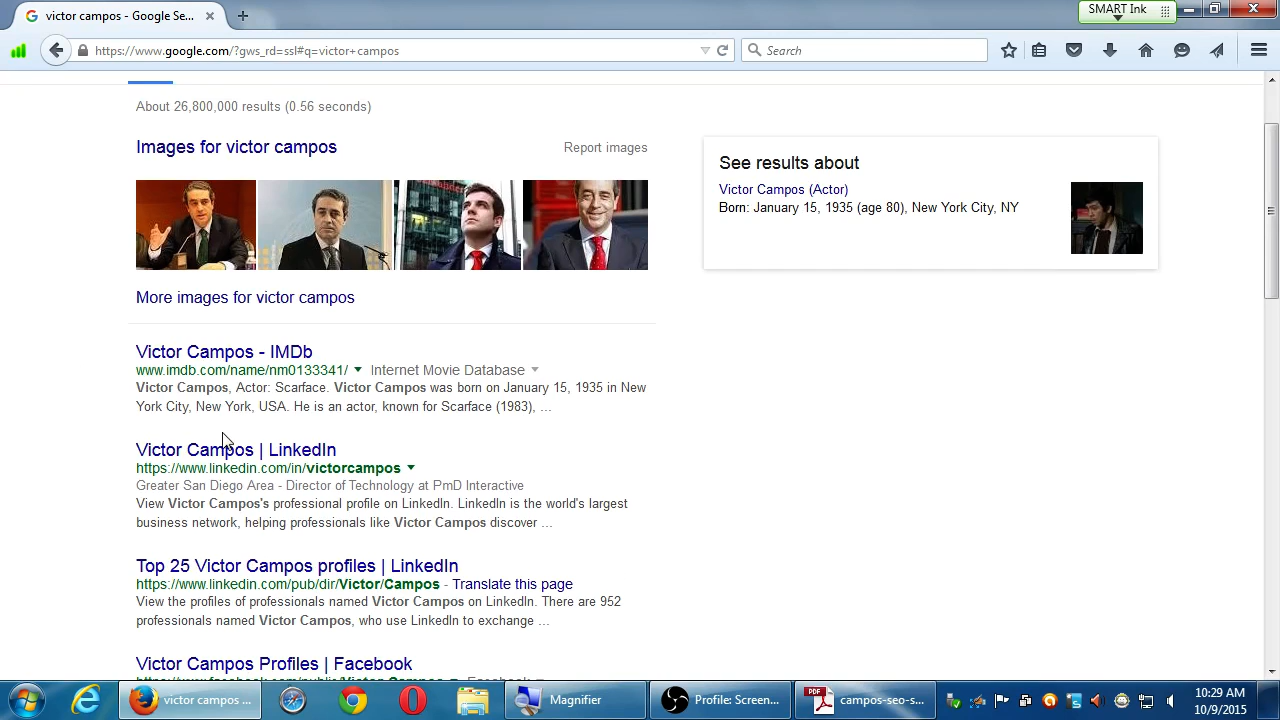 victor campos - Google Se...
SMART Ink
https://www.google.com/?gws_rd=ssl#q=victor+campos
Search
About 26,800,000 results (0.56 seconds)
Images for victor campos
Report images
See results about
Victor Campos (Actor)
Born: January 15, 1935 (age 80), New York City, NY
More images for victor campos
Victor Campos - IMDb
www.imdb.com/name/nm0133341/ Internet Movie Database
Victor Campos, Actor: Scarface. Victor Campos was born on January 15, 1935 in New
York City, New York, USA. He is an actor, known for Scarface (1983), ...
Victor Campos | LinkedIn
https://www.linkedin.com/in/victorcampos
Greater San Diego Area - Director of Technology at PmD Interactive
View Victor Campos's professional profile on LinkedIn. LinkedIn is the world's largest
business network, helping professionals like Victor Campos discover ...
Top 25 Victor Campos profiles | LinkedIn
https://www.linkedin.com/pub/dir/Victor/Campos - Translate this page
View the profiles of professionals named Victor Campos on LinkedIn. There are 952
professionals named Victor Campos, who use LinkedIn to exchange ...
Victor Campos Profiles | Facebook
victor campos ...
Magnifier
Profile: Screen...
PDF
campos-seo-s...
10:29 AM
10/9/2015